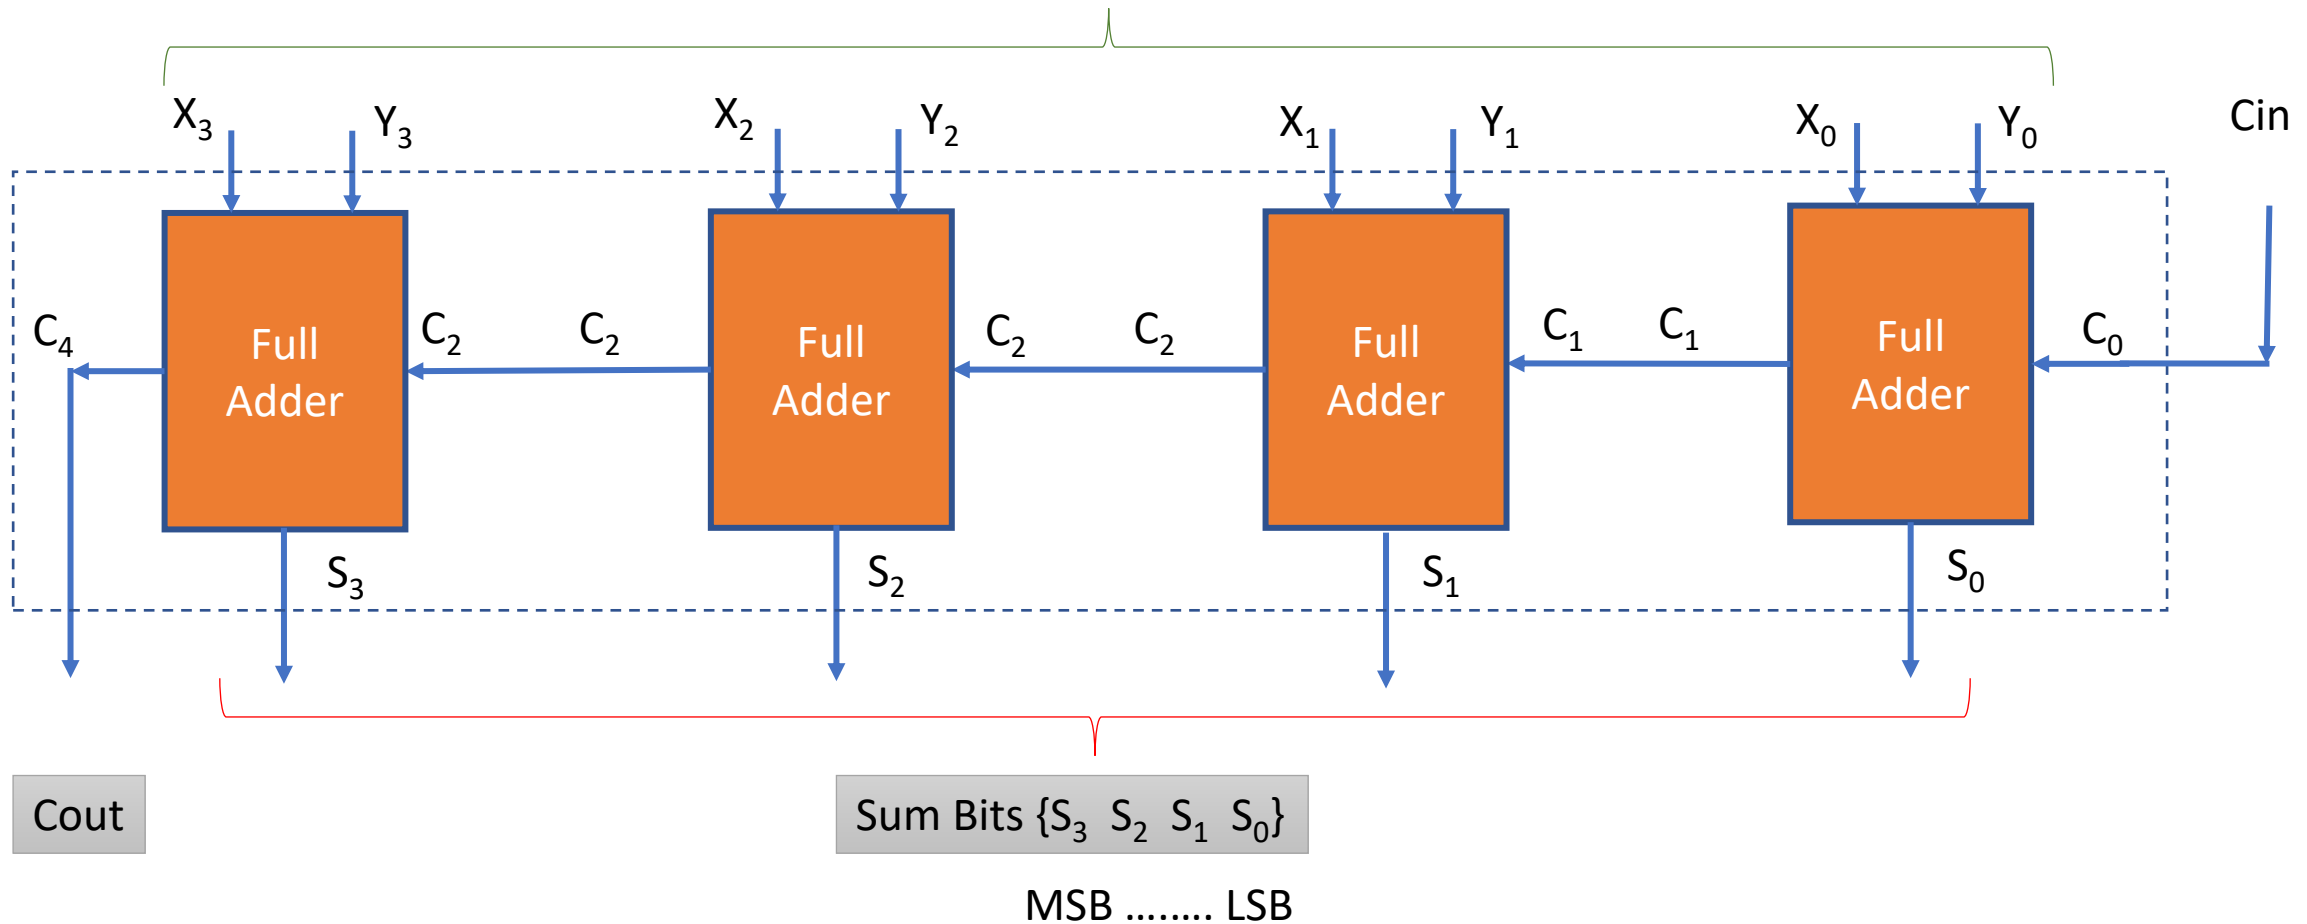 X₃ Y₃ X₂ Y₂ X₁ Y₁ X₀ Y₀ Cin
C₄ C₂ C₂ C₂ C₂ C₁ C₁ C₀
Full Full Full Full
Adder Adder Adder Adder
S₃ S₂ S₁ S₀
Cout Sum Bits {S₃ S₂ S₁ S₀}
MSB ........ LSB